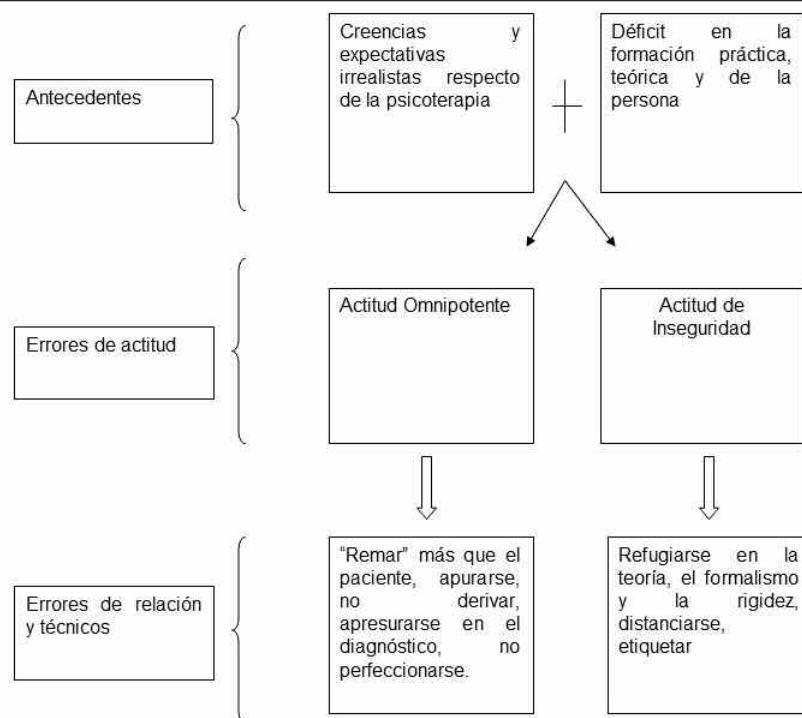 Antecedentes
Creencias y
expectativas
irrealistas respecto
de la psicoterapia
Déficit en la
formación práctica,
teórica y de la
persona
Errores de actitud
Actitud Omnipotente
Actitud de
Inseguridad
Errores de relación
y técnicos
“Remar” más que el
paciente, apurarse,
no derivar,
apresurarse en el
diagnóstico, no
perfeccionarse.
Refugiarse en la
teoría, el formalismo
y la rigidez,
distanciarse,
etiquetar